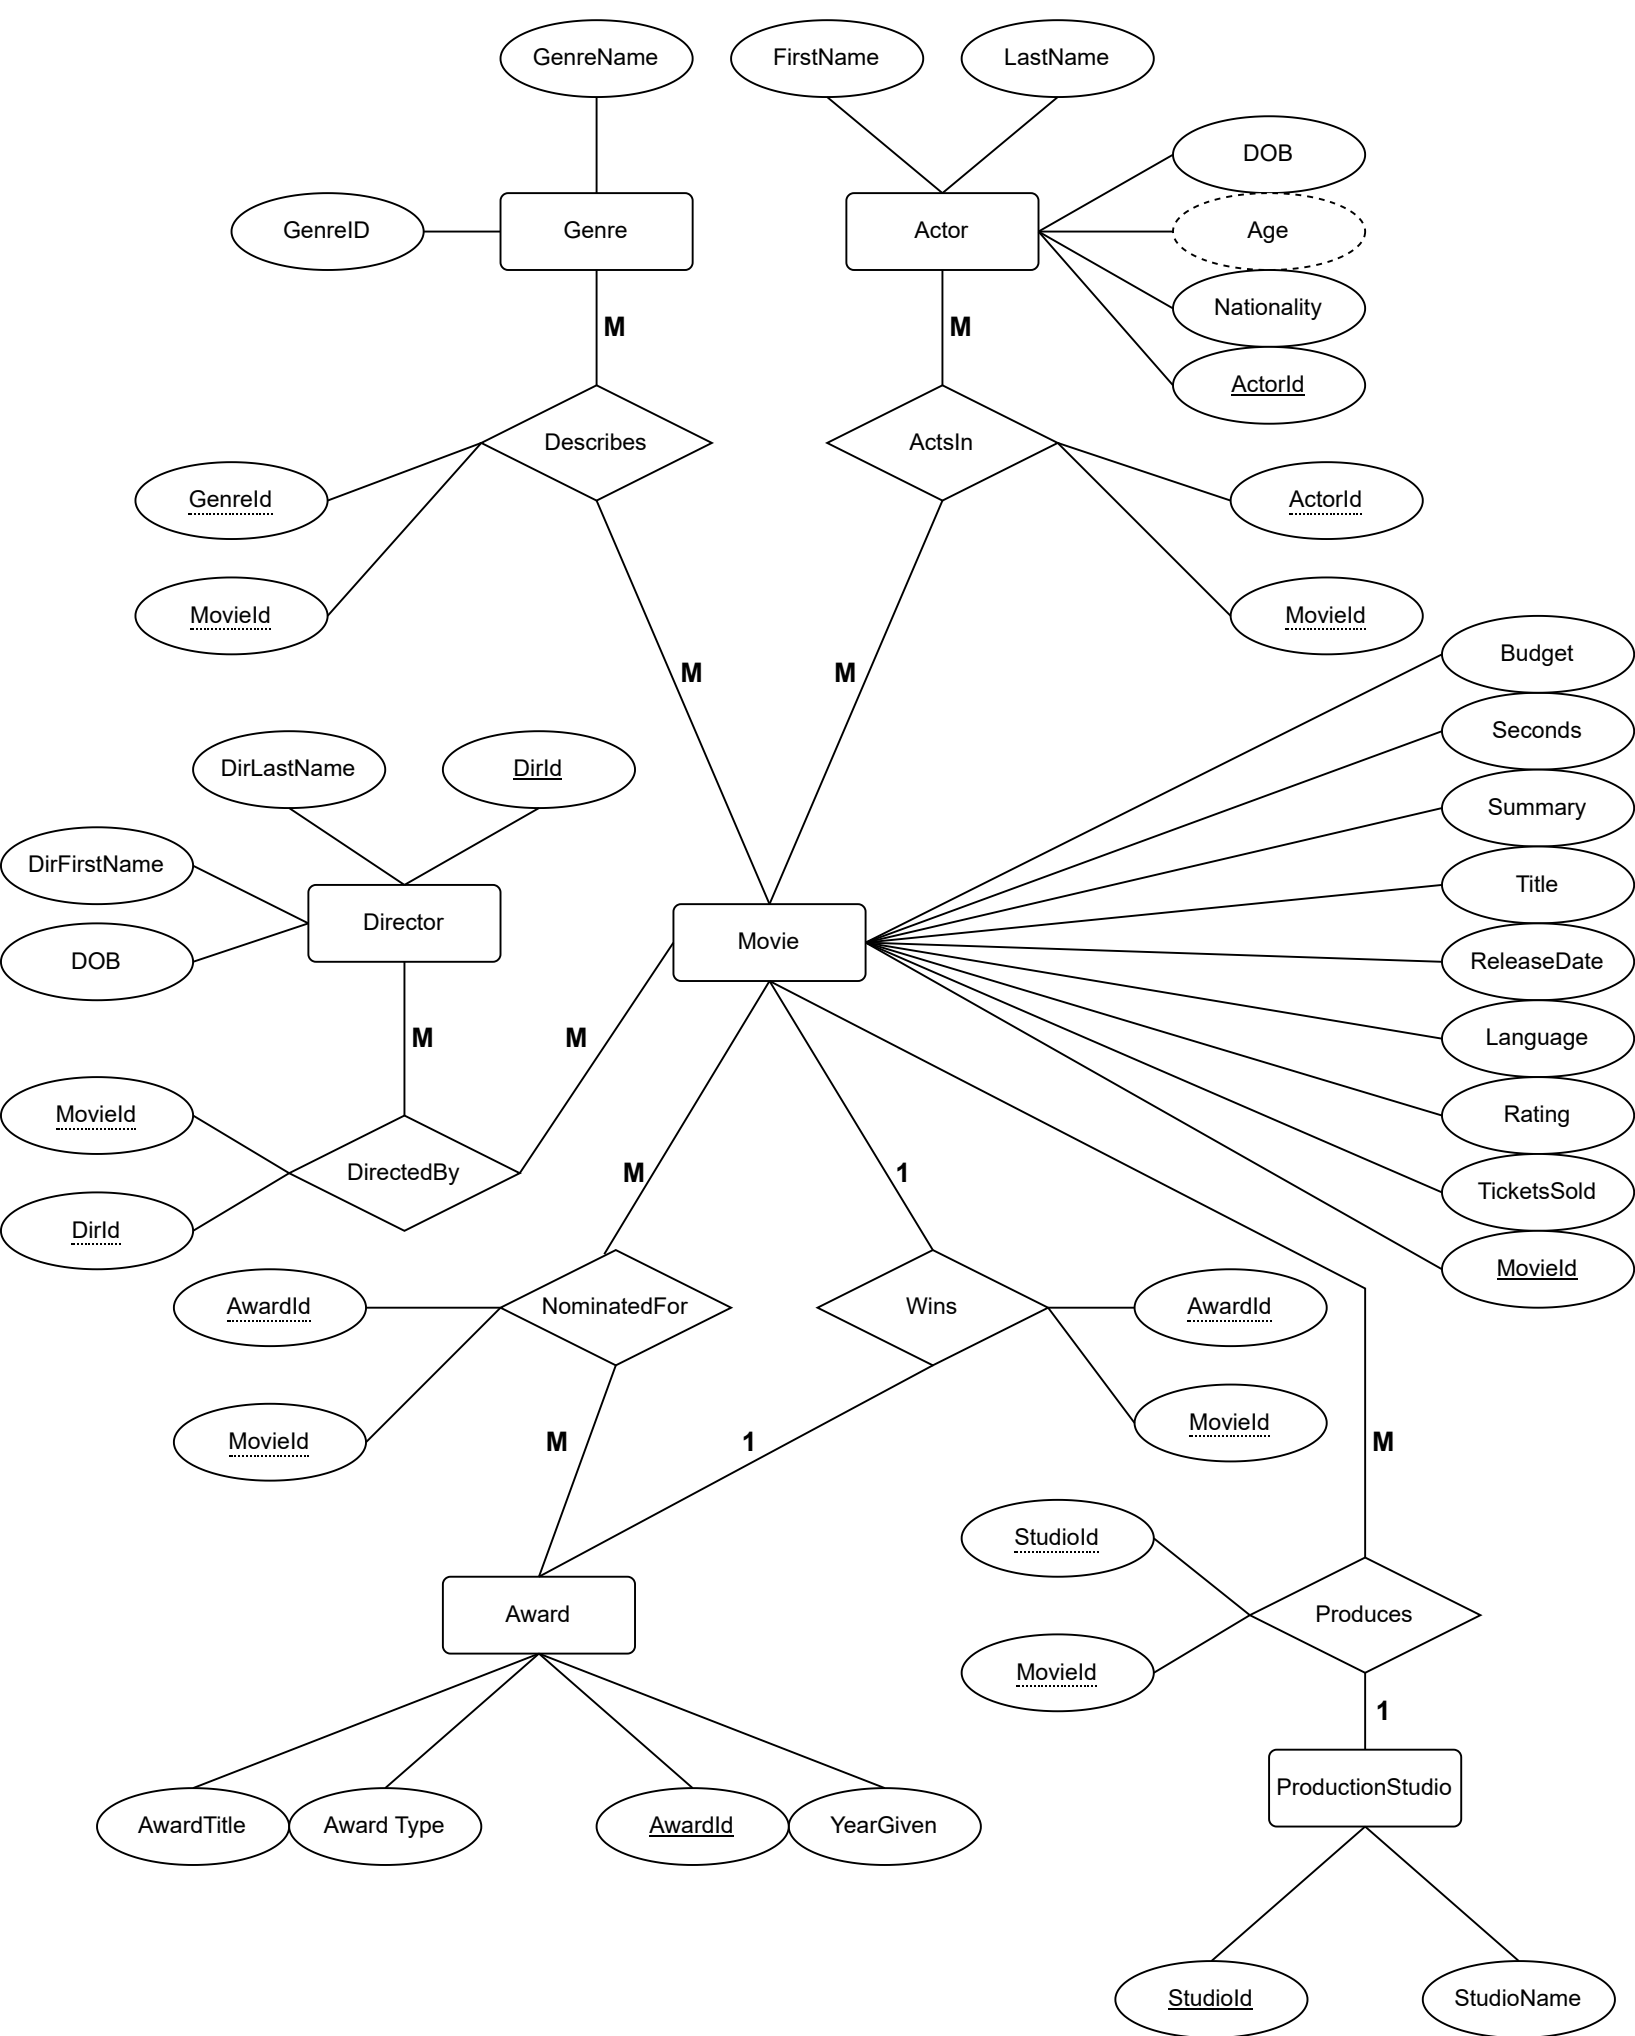 GenreName
FirstName
LastName
DOB
GenreID
Genre
Actor
Age
Nationality
M
M
ActorId
Describes
ActsIn
GenreId
ActorId
MovieId
MovieId
Budget
M
M
Seconds
DirLastName
DirId
Summary
DirFirstName
Title
Director
Movie
DOB
ReleaseDate
M
M
Language
MovieId
Rating
DirectedBy
M
1
TicketsSold
DirId
MovieId
AwardId
NominatedFor
Wins
AwardId
MovieId
M
1
MovieId
M
StudioId
Award
Produces
MovieId
1
ProductionStudio
AwardTitle
Award Type
AwardId
YearGiven
StudioId
StudioName